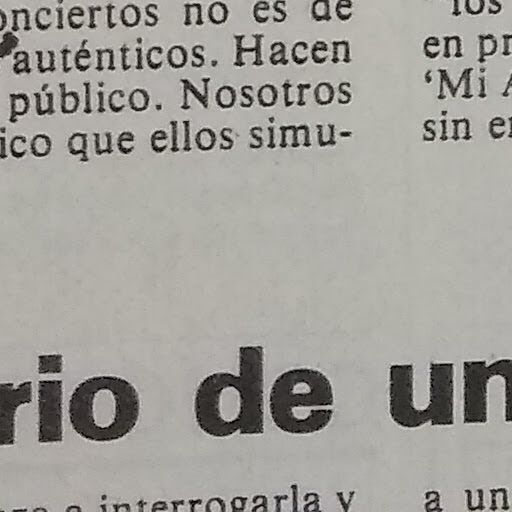 onciertos no es de
auténticos. Hacen
público. Nosotros
ico que ellos simu-
los
en pr
'Mi A
sin en
rio de un
a interrogarla y
a un